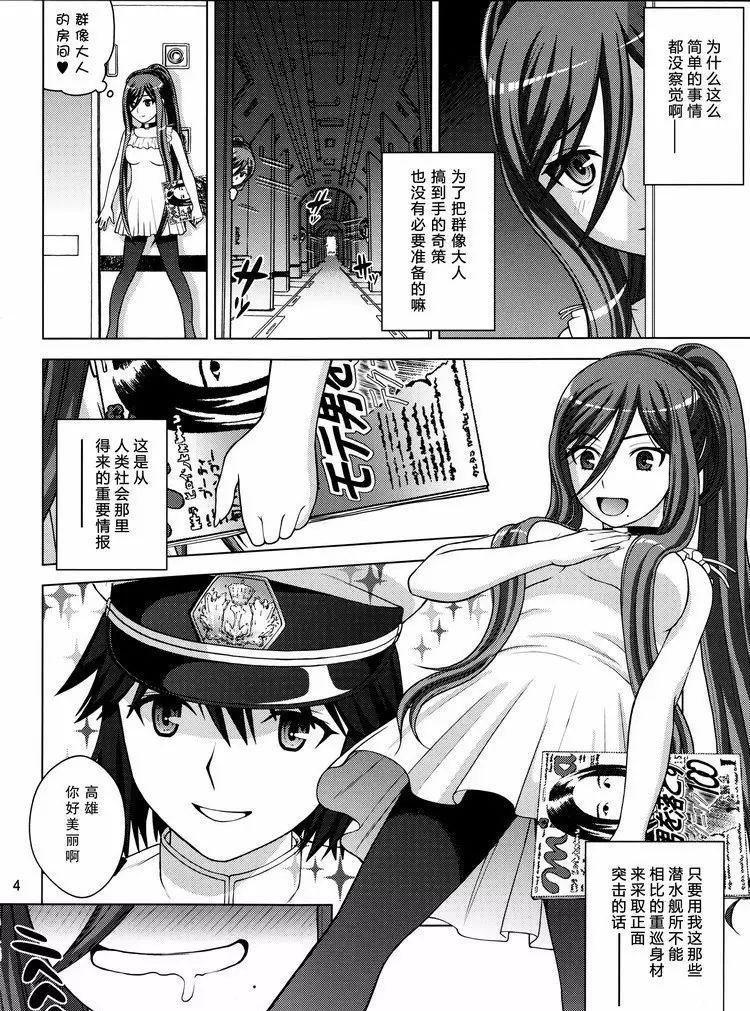 为什么这么
简单的事情
都没察觉啊
为了把群像大人
搞到手的奇策
也没有必要准备的嘛
群像大人
的房间♥
モテ男を
这是从
人类社会那里
得来的重要情报
高雄
你好美丽啊
只要用我这那些
潜水舰所不能
相比的重巡身材
来采取正面
突击的话
4